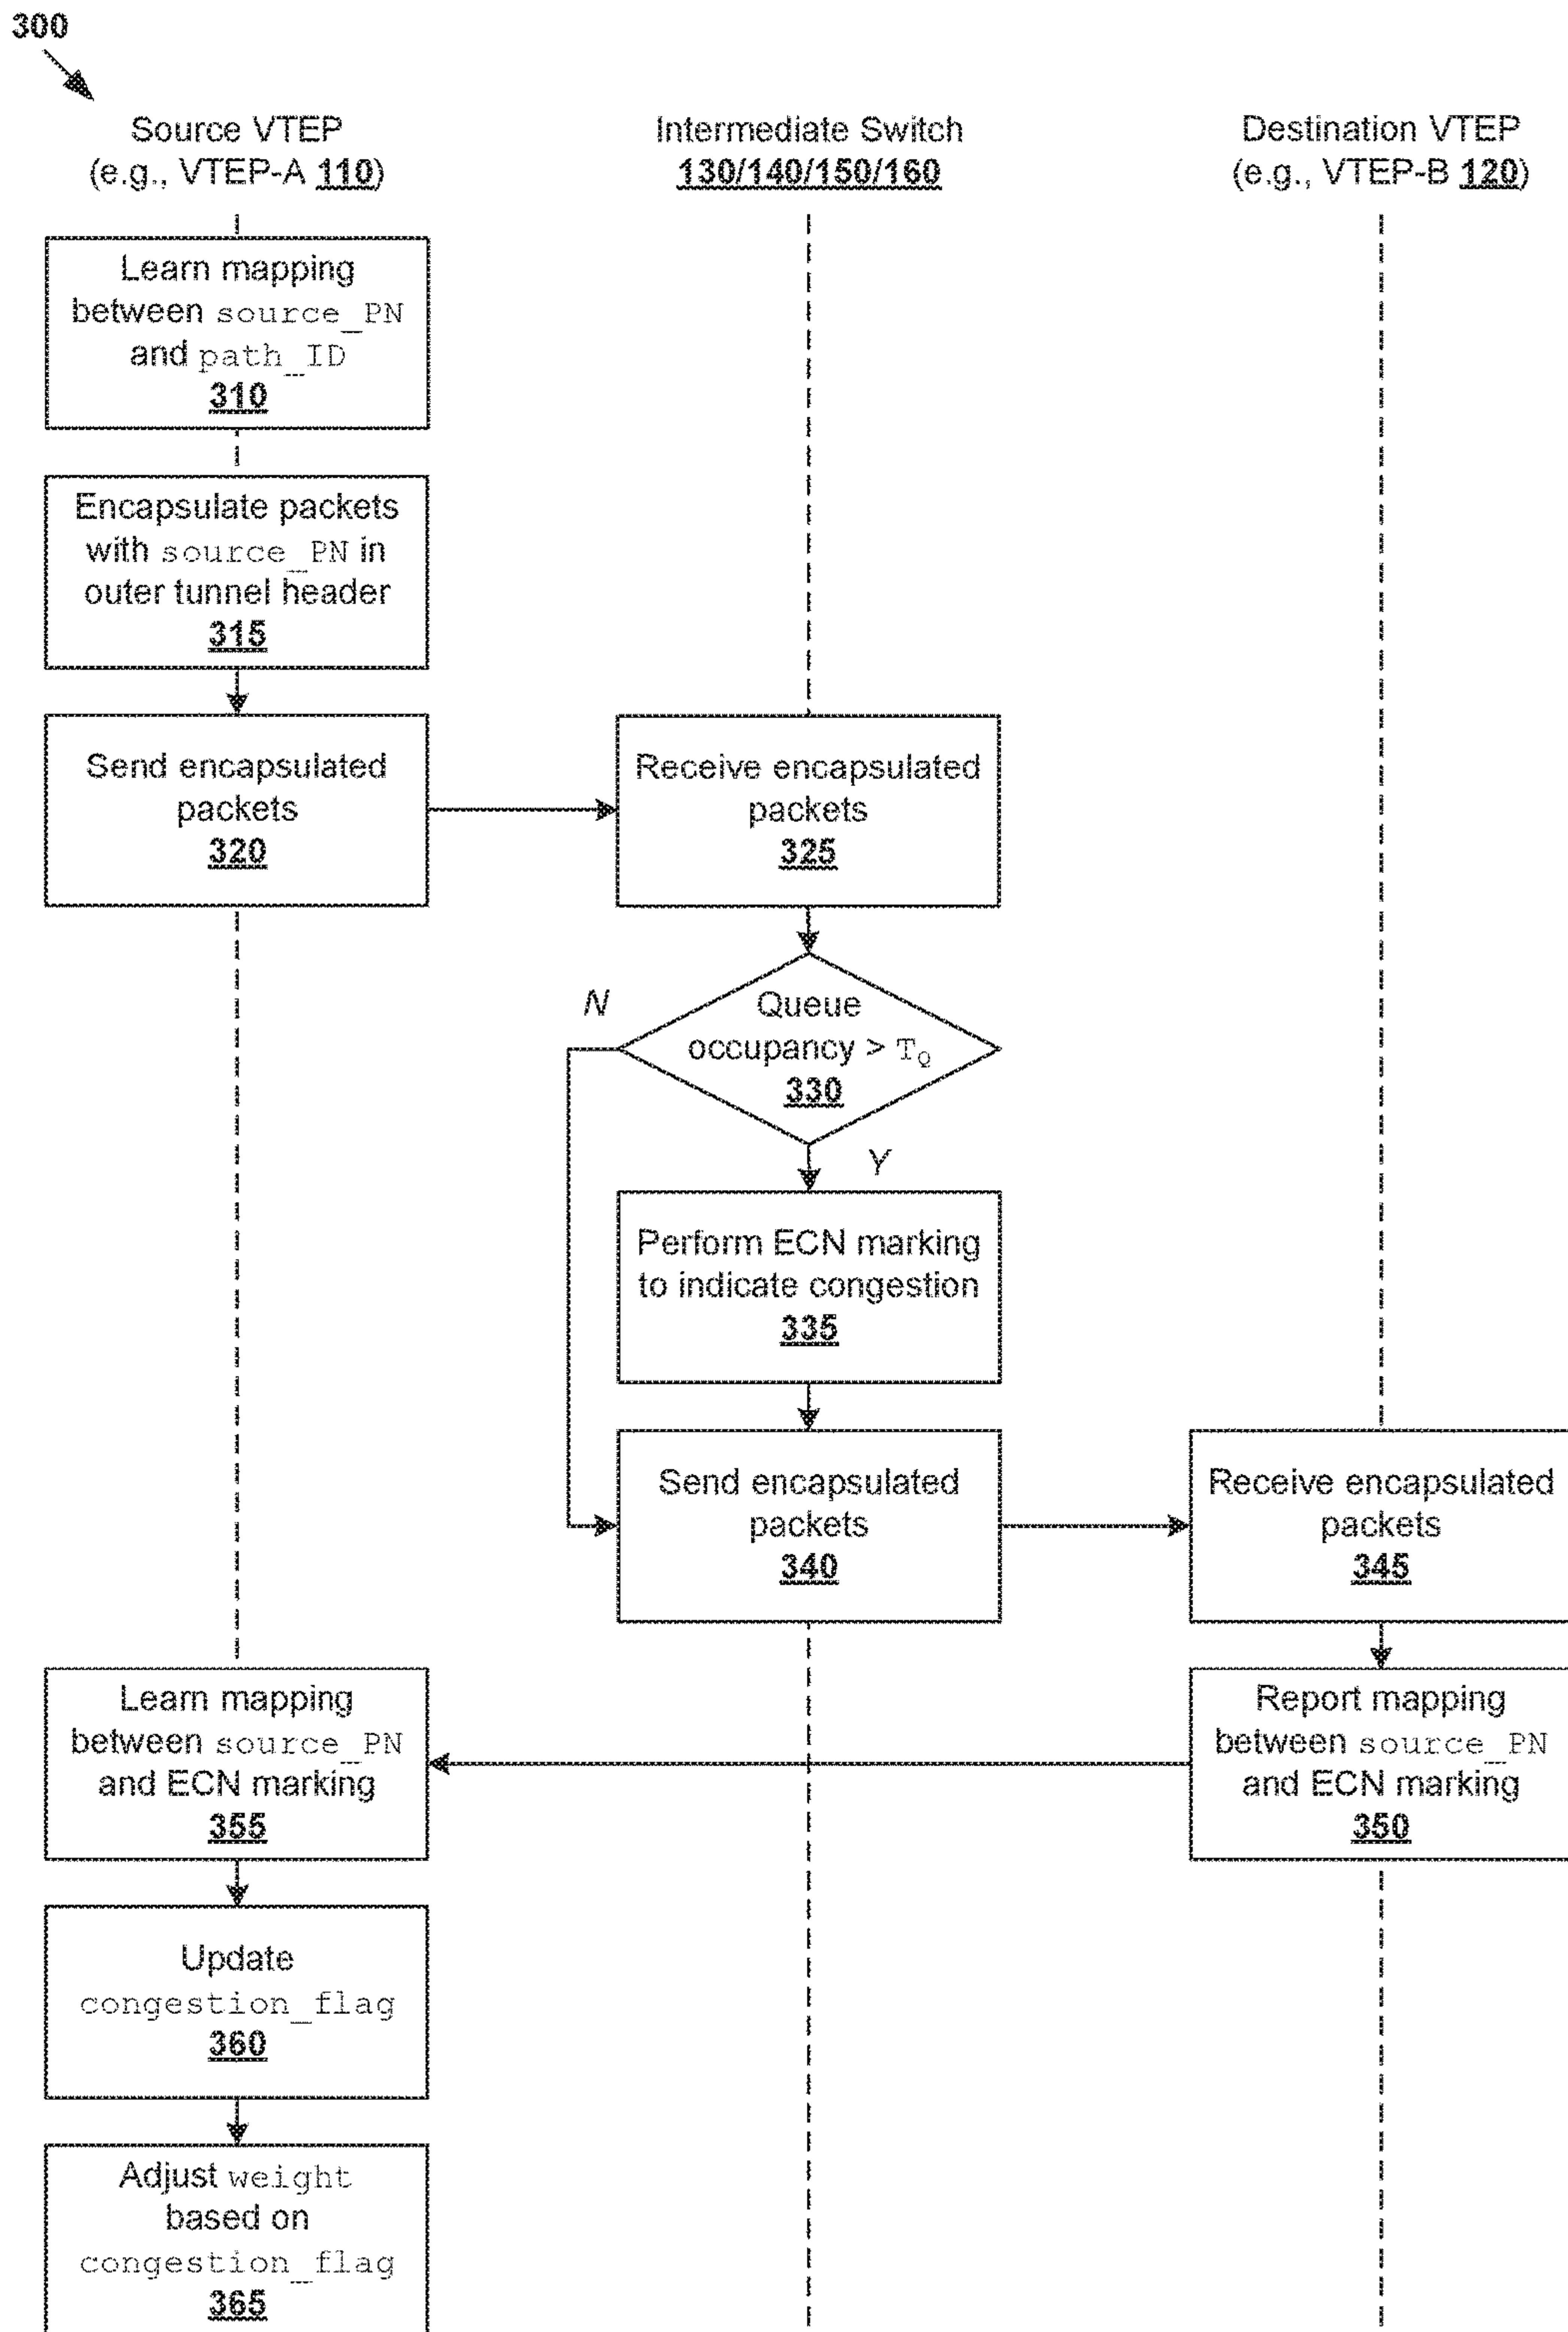 300
Source VTEP
(e.g., VTEP-A 110)
Intermediate Switch
130/140/150/160
Destination VTEP
(e.g., VTEP-B 120)
Learn mapping
between source_PN
and path_ID
310
Encapsulate packets
with source_PN in
outer tunnel header
315
Send encapsulated
packets
320
Receive encapsulated
packets
325
N
Queue
occupancy > TQ
330
Y
Perform ECN marking
to indicate congestion
335
Send encapsulated
packets
340
Receive encapsulated
packets
345
Learn mapping
between source_PN
and ECN marking
355
Report mapping
between source_PN
and ECN marking
350
Update
congestion_flag
360
Adjust weight
based on
congestion_flag
365